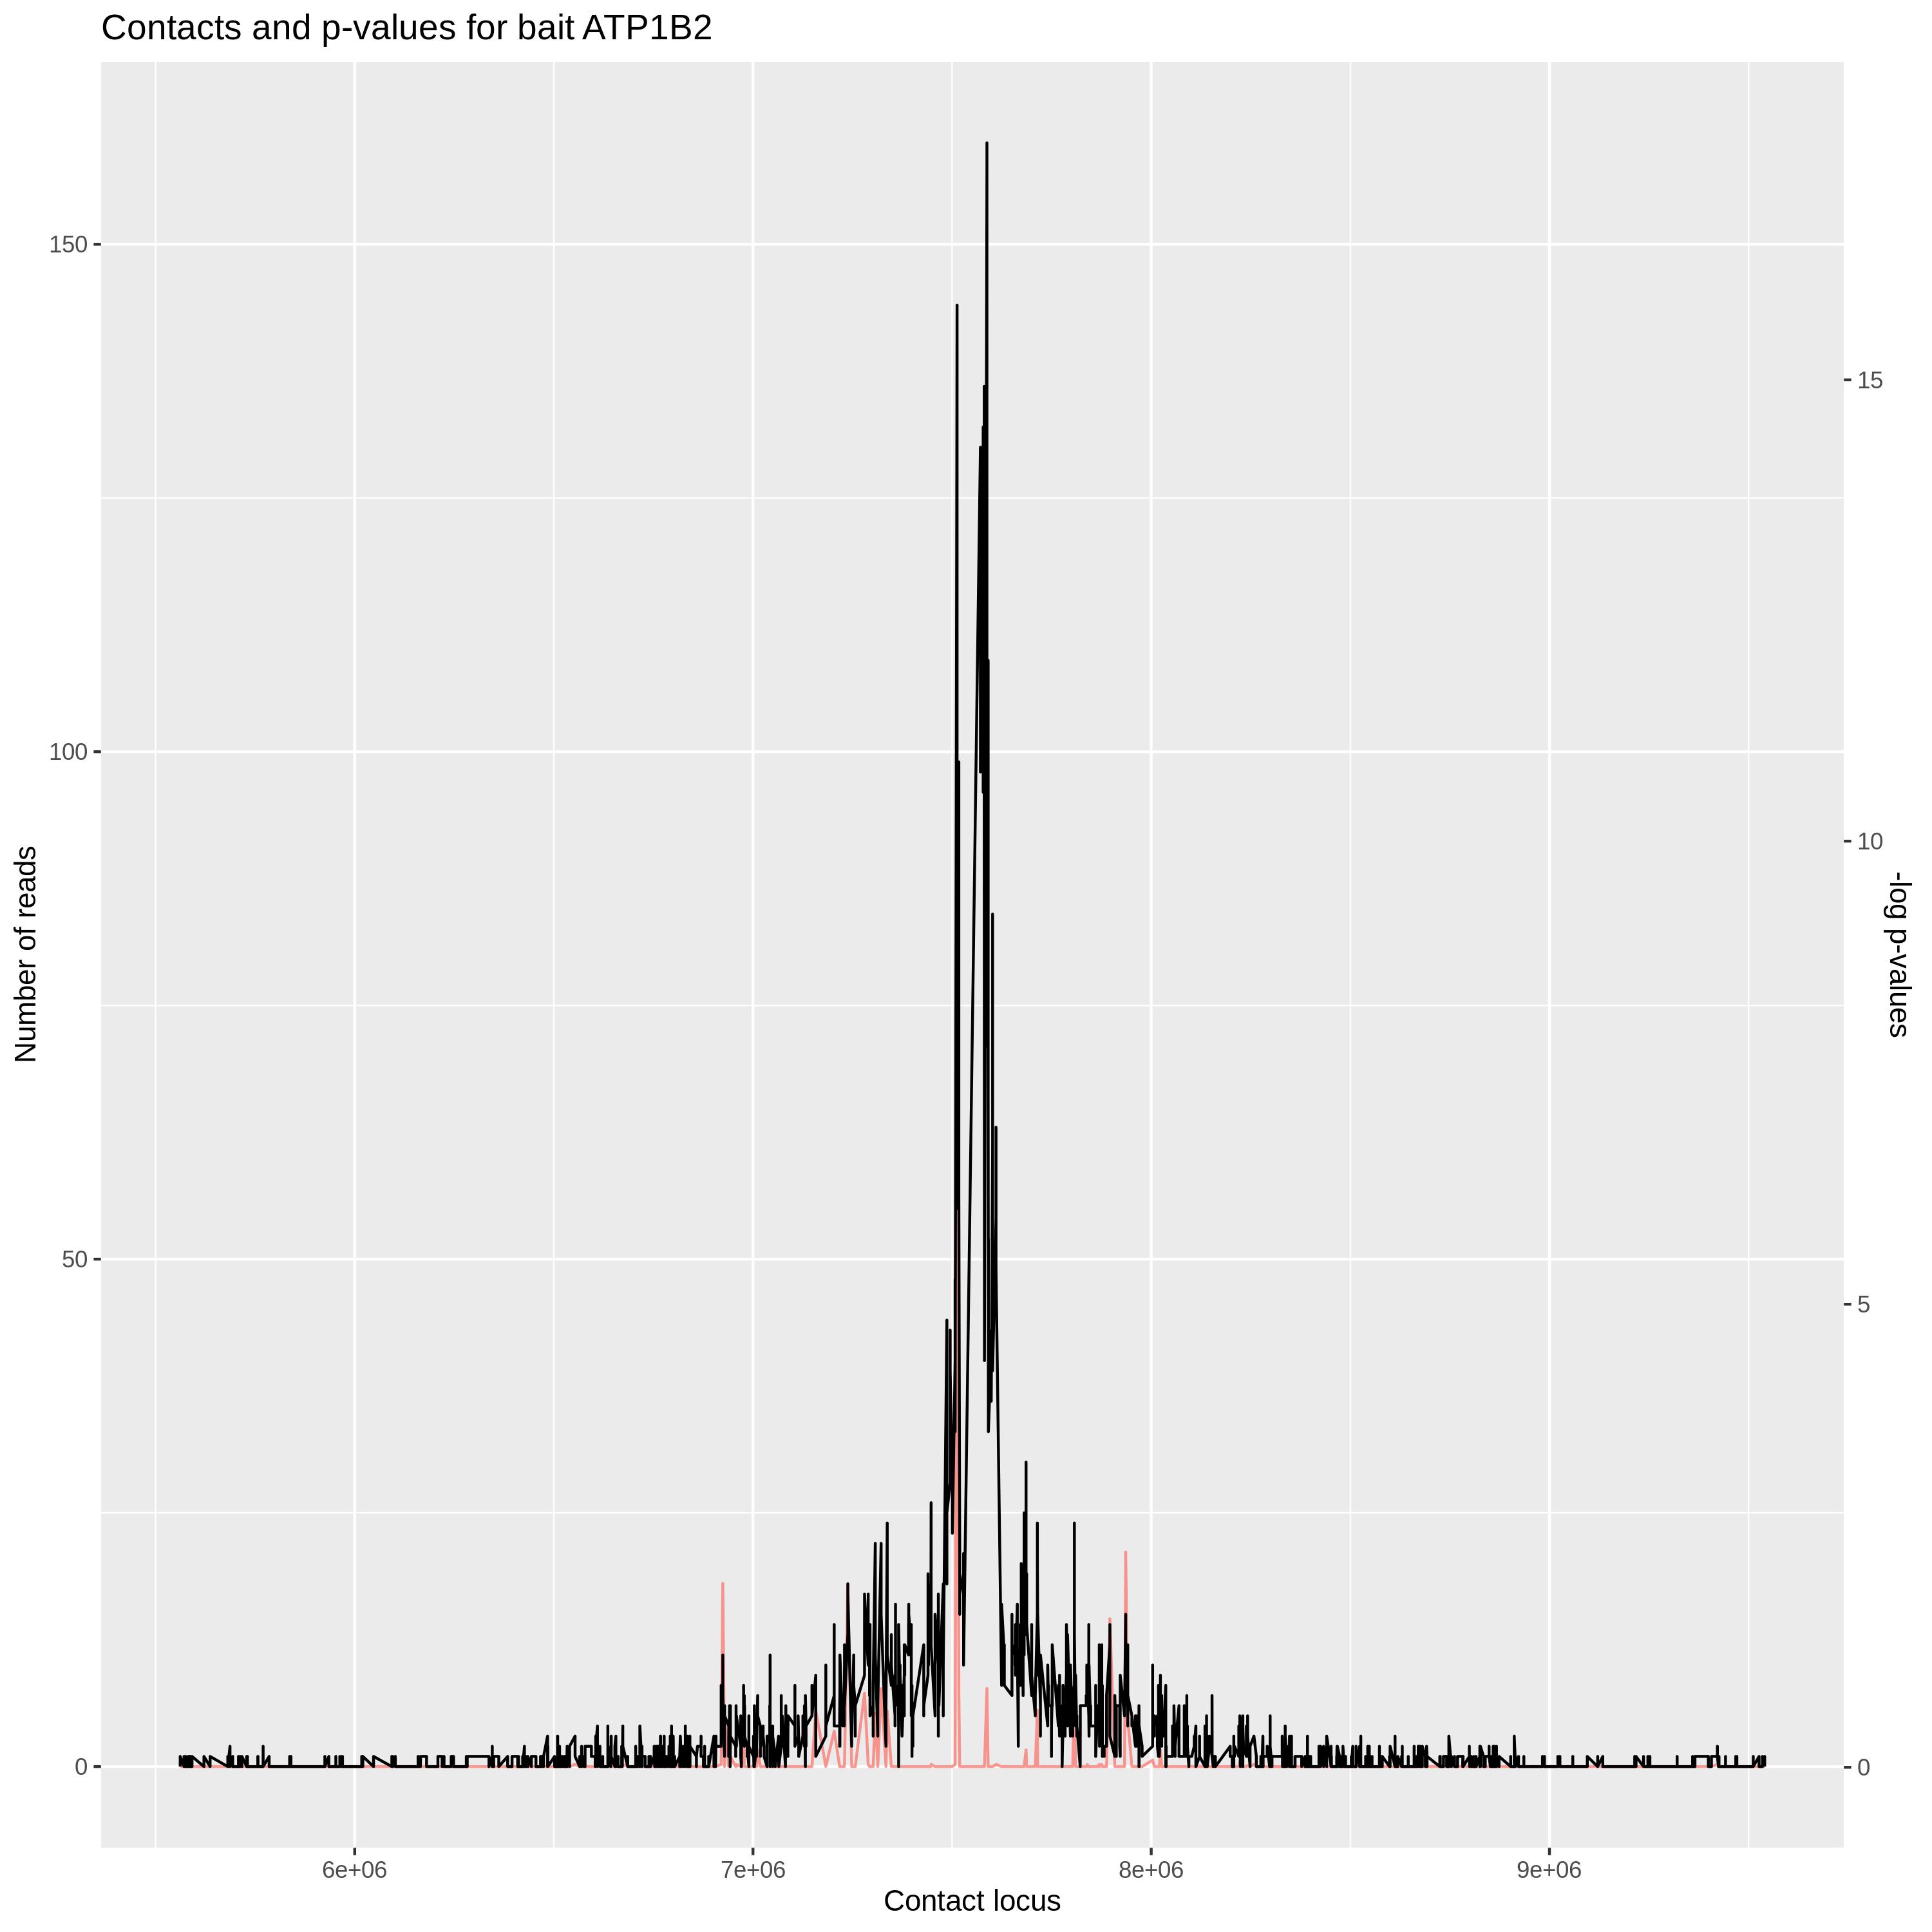 Contacts and p-values for bait ATP1B2
150
100
50
0
Number of reads
15
10
5
0
-log p-values
6e+06
7e+06
8e+06
9e+06
Contact locus